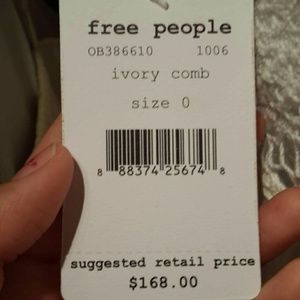 free people
OB386610 1006
ivory comb
size 0
8 88374 25674 8
suggested retail price
$168.00